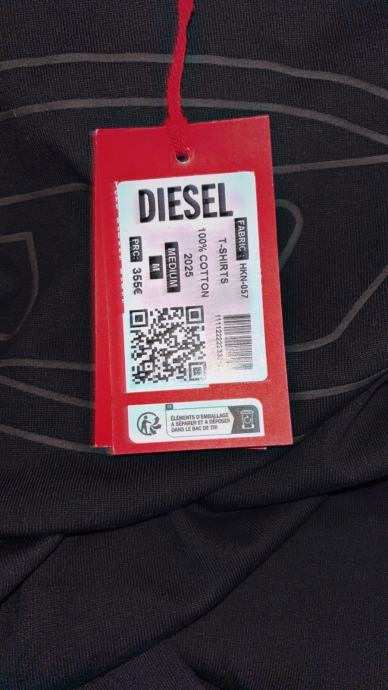 DIESEL
FABRIC : HKN-057
T-SHIRTS
100% COTTON
2025
MEDIUM
M
PRC: 355€
ÉLÉMENTS D'EMBALLAGE
À SÉPARER ET À DÉPOSER
DANS LE BAC DE TRI